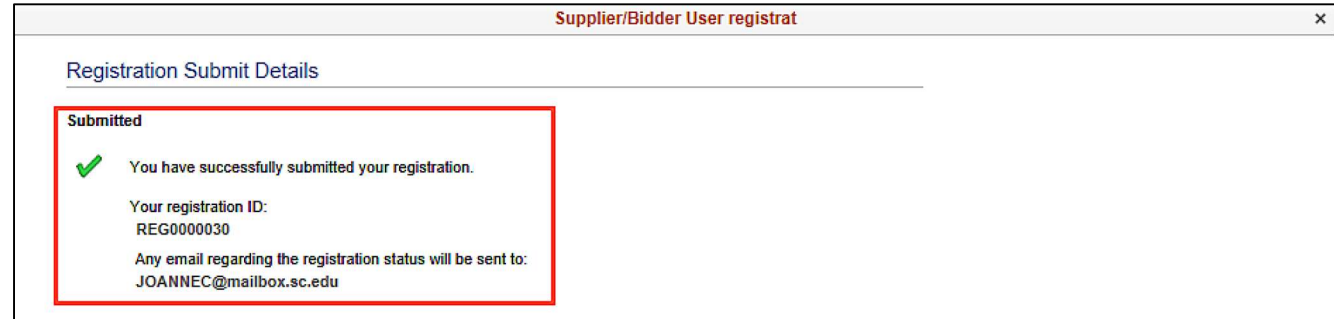 Supplier/Bidder User registrat
×
Registration Submit Details
Submitted
You have successfully submitted your registration.
Your registration ID:
REG0000030
Any email regarding the registration status will be sent to:
JOANNEC@mailbox.sc.edu